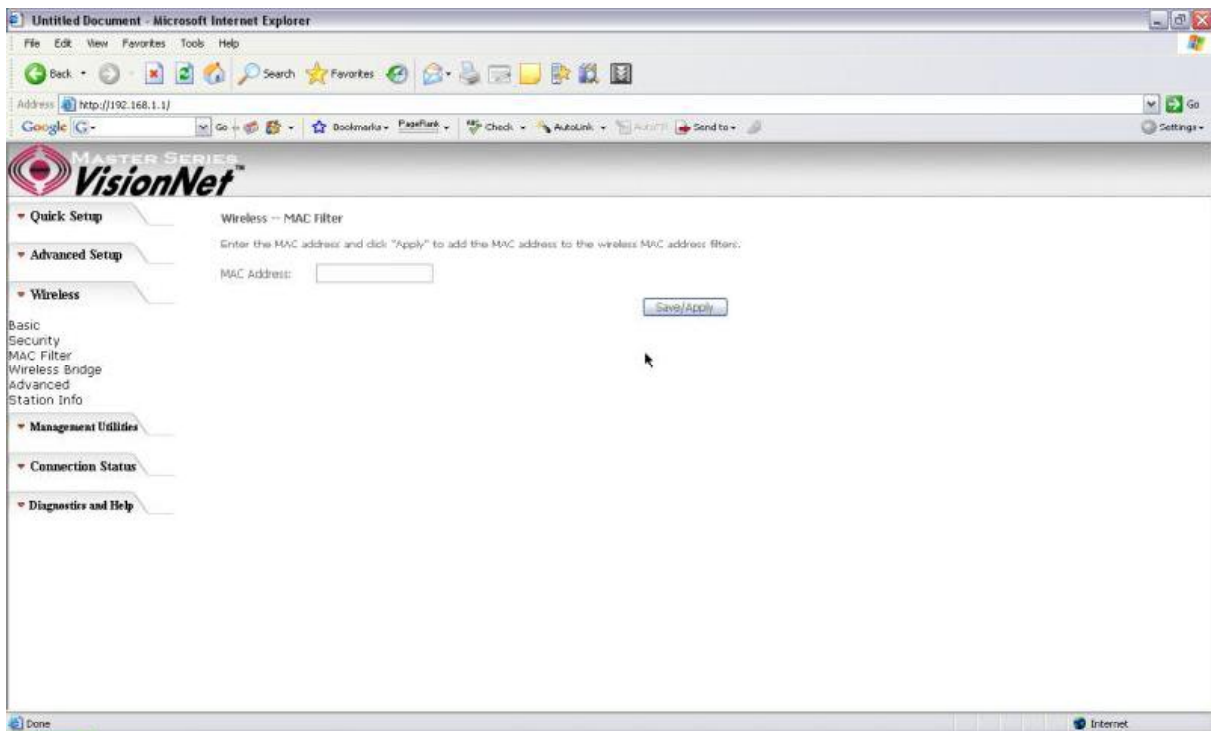 Untitled Document - Microsoft Internet Explorer
File Edit View Favorites Tools Help
Back Search Favorites
Address http://192.168.1.1/ Go
Google G Go Bookmarks PageRank Check AutoLink AutoFill Send to Settings
MASTER SERIES
VisionNet™
Quick Setup
Advanced Setup
Wireless
Basic
Security
MAC Filter
Wireless Bridge
Advanced
Station Info
Management Utilities
Connection Status
Diagnostics and Help
Wireless -- MAC Filter
Enter the MAC address and click "Apply" to add the MAC address to the wireless MAC address filters.
MAC Address:
Save/Apply
Done Internet